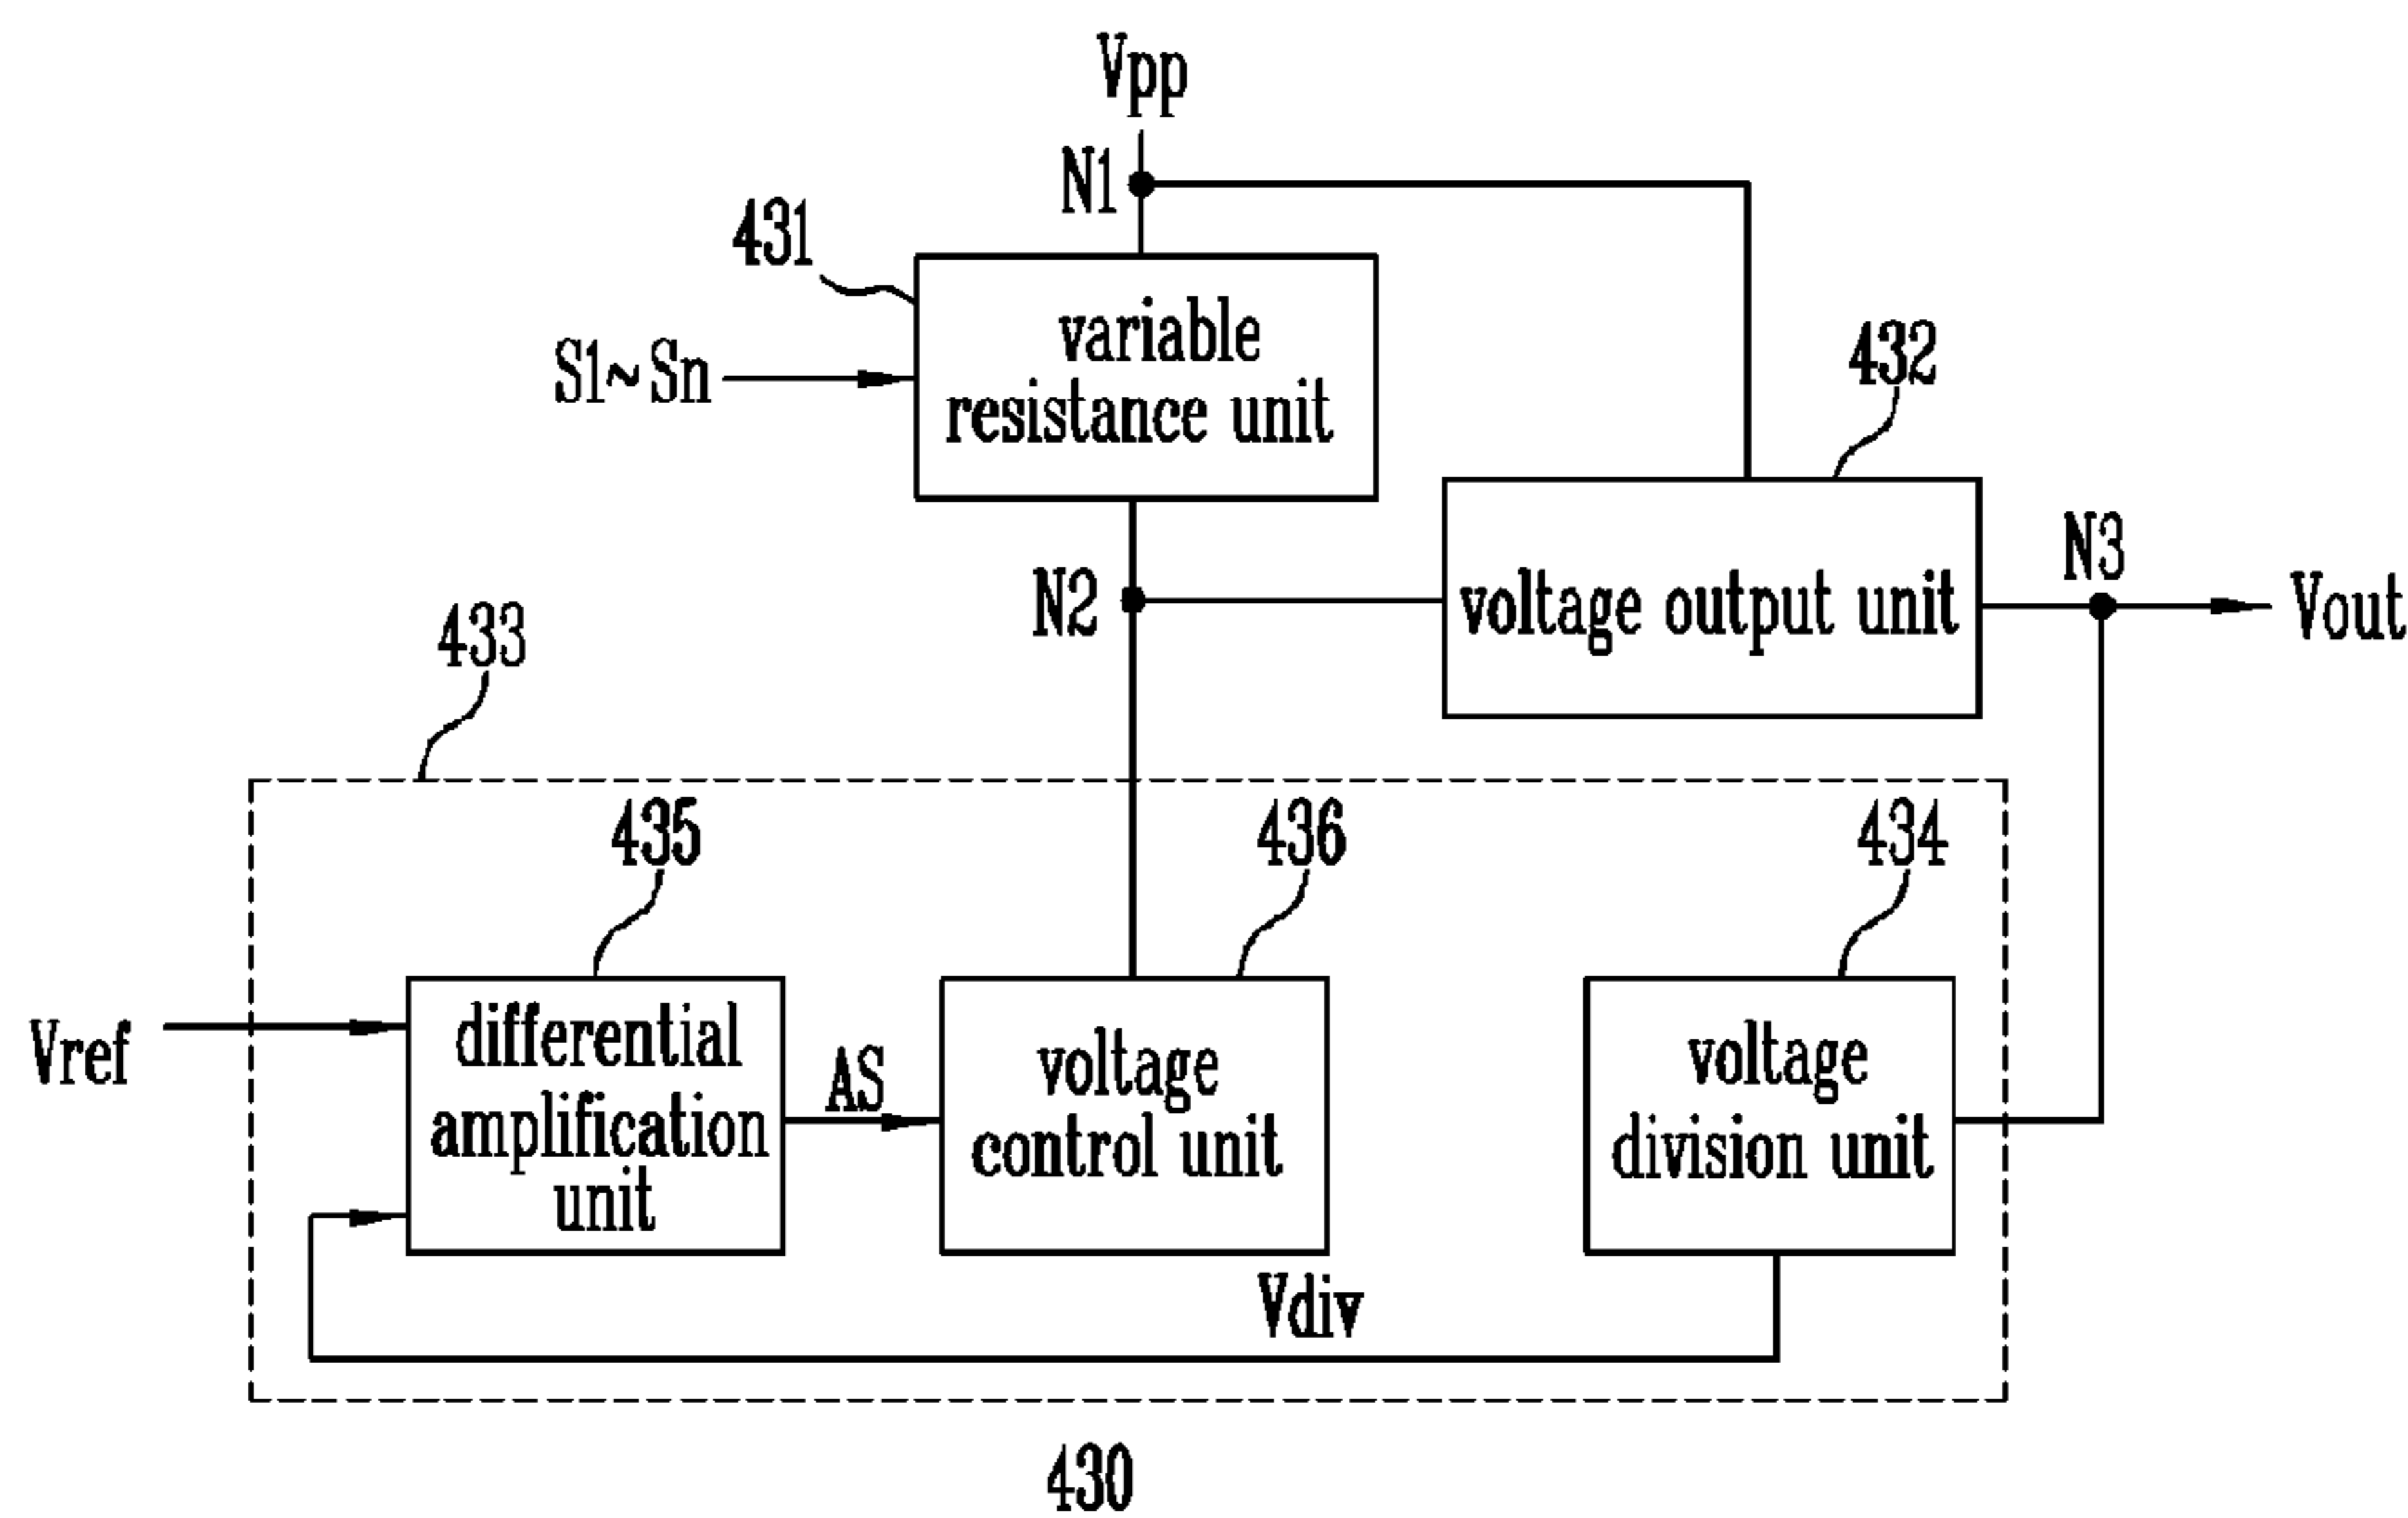 Vpp
N1
431
variable
resistance unit
S1~Sn
432
N2
voltage output unit
N3
Vout
433
435
436
434
Vref
differential
amplification
unit
AS
voltage
control unit
voltage
division unit
Vdiv
430